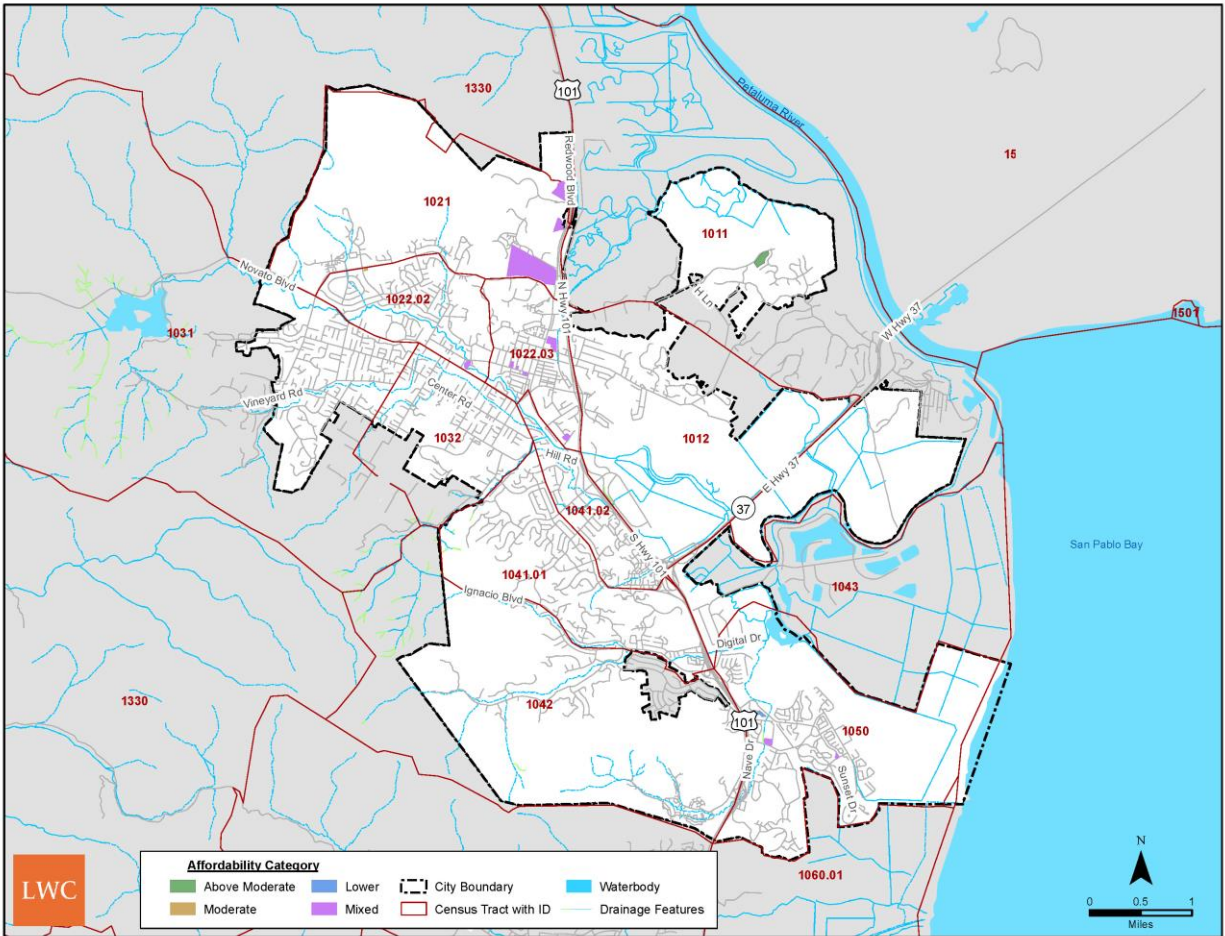 1330
101
Redwood Blvd
Petaluma River
15
1021
1011
Novato Blvd
1022.02
N Hwy 101
H Ln
W Hwy 37
1501
1031
1022.03
Vineyard Rd
Center Rd
1032
1012
Hill Rd
E Hwy 37
37
1041.02
S Hwy 101
San Pablo Bay
1041.01
1043
Ignacio Blvd
Digital Dr
1330
1042
101
1050
Nave Dr
Sunset Dr
1060.01
LWC
Affordability Category
Above Moderate
Lower
City Boundary
Waterbody
Moderate
Mixed
Census Tract with ID
Drainage Features
N
0 0.5 1
Miles